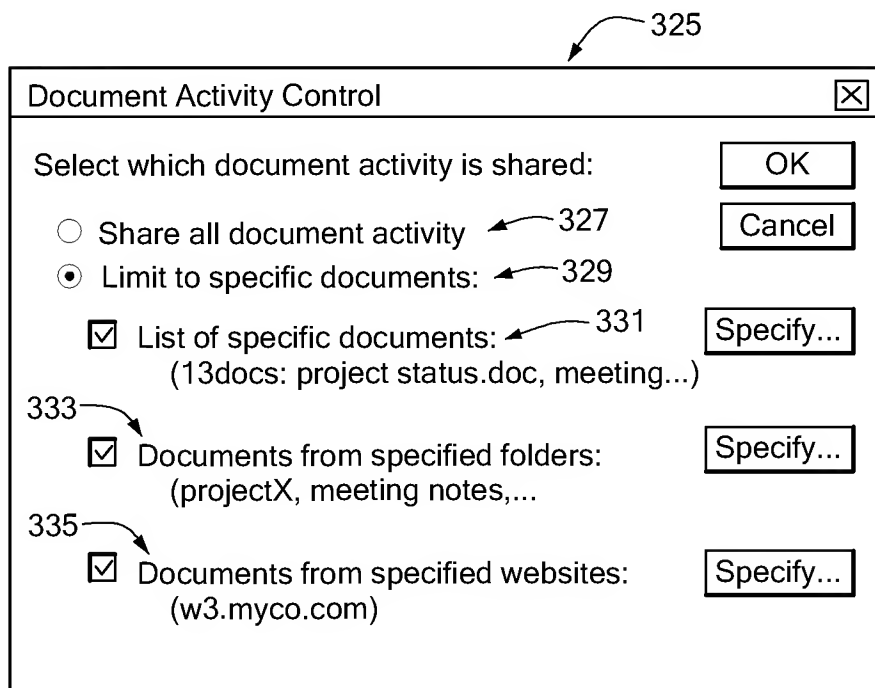 325
Document Activity Control
Select which document activity is shared:
OK
Share all document activity
327
Cancel
Limit to specific documents:
329
List of specific documents:
331
Specify...
(13docs: project status.doc, meeting...)
333
Documents from specified folders:
Specify...
(projectX, meeting notes,...
335
Documents from specified websites:
Specify...
(w3.myco.com)